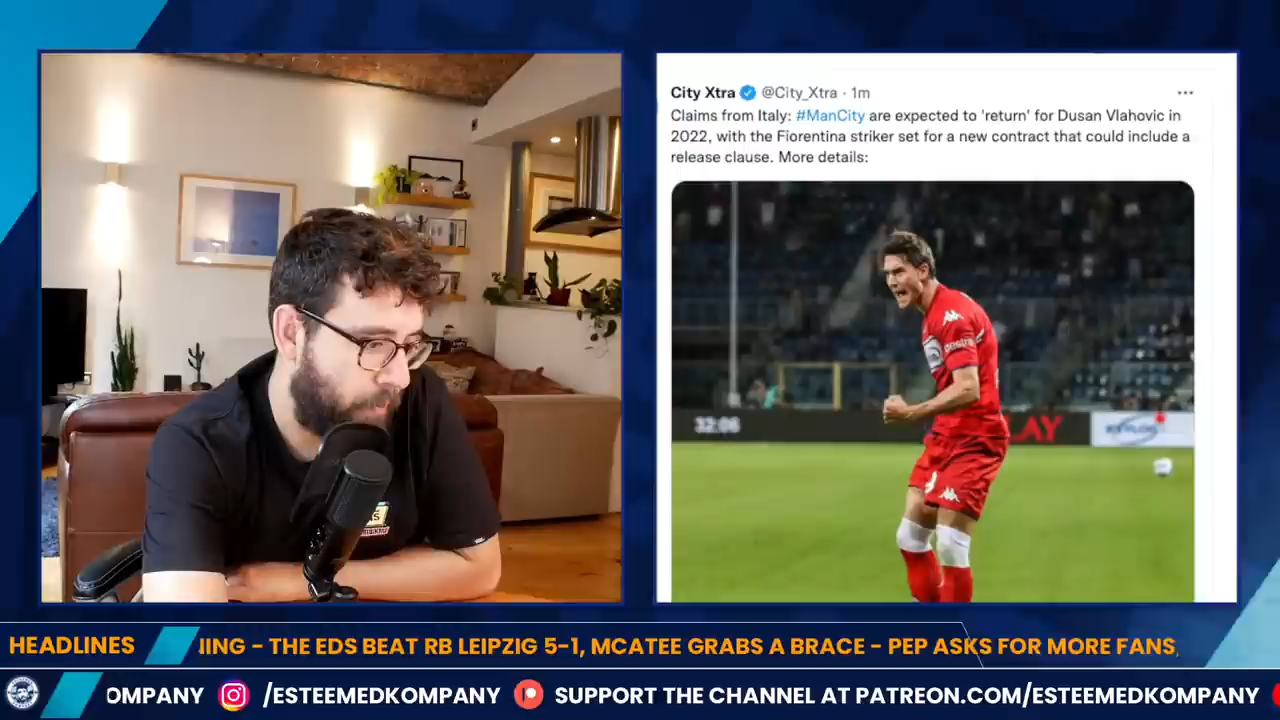 City Xtra @City_Xtra · 1m
Claims from Italy: #ManCity are expected to 'return' for Dusan Vlahovic in
2022, with the Fiorentina striker set for a new contract that could include a
release clause. More details:
32:06
HEADLINES
NING – THE EDS BEAT RB LEIPZIG 5-1, MCATEE GRABS A BRACE – PEP ASKS FOR MORE FANS,
OMPANY /ESTEEMEDKOMPANY SUPPORT THE CHANNEL AT PATREON.COM/ESTEEMEDKOMPANY